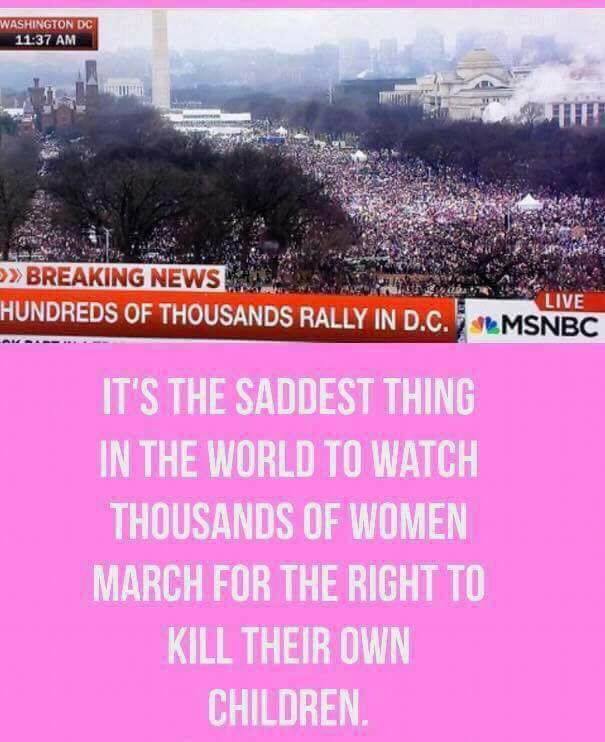 WASHINGTON DC
11:37 AM
BREAKING NEWS
LIVE
HUNDREDS OF THOUSANDS RALLY IN D.C.
MSNBC
IT'S THE SADDEST THING
IN THE WORLD TO WATCH
THOUSANDS OF WOMEN
MARCH FOR THE RIGHT TO
KILL THEIR OWN
CHILDREN.